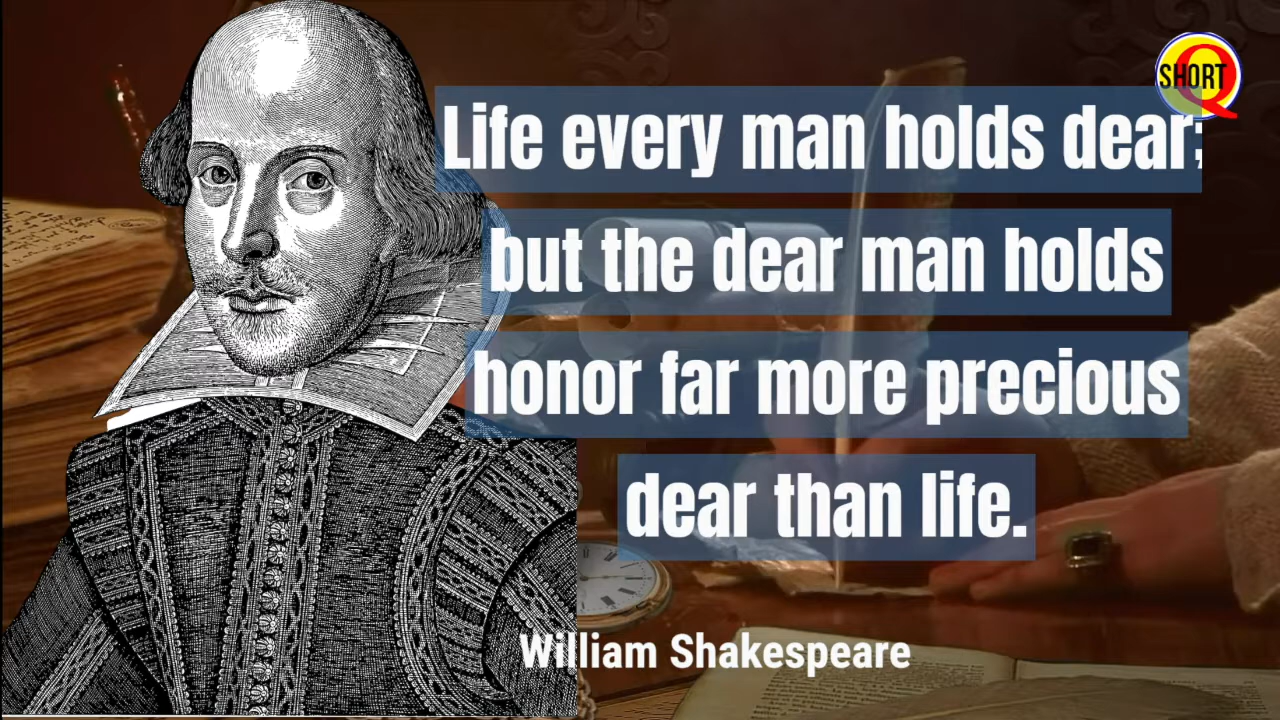 SHORT Q
Life every man holds dear;
but the dear man holds
honor far more precious
dear than life.
William Shakespeare